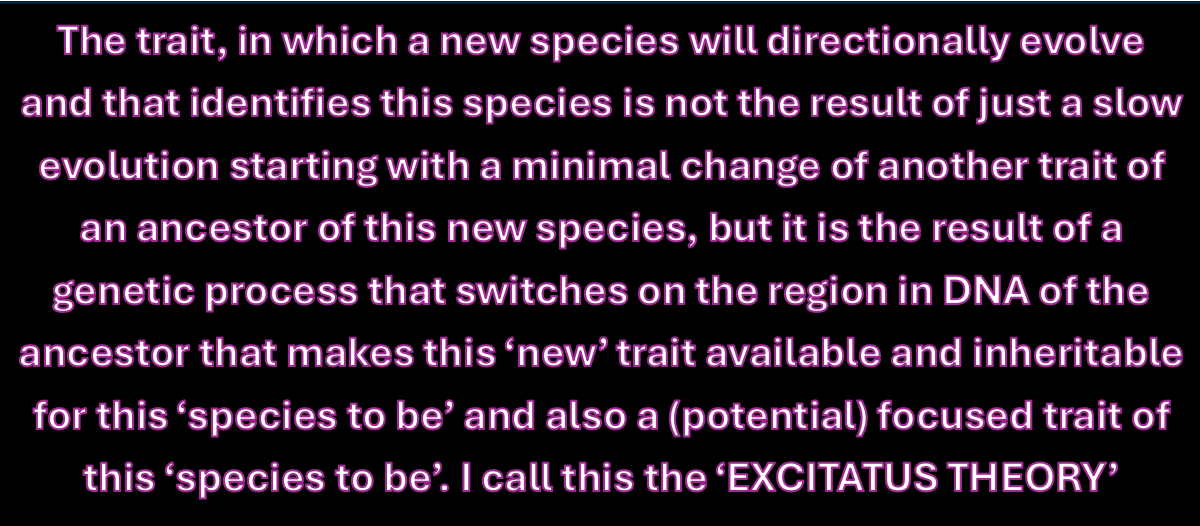 The trait, in which a new species will directionally evolve
and that identifies this species is not the result of just a slow
evolution starting with a minimal change of another trait of
an ancestor of this new species, but it is the result of a
genetic process that switches on the region in DNA of the
ancestor that makes this ‘new’ trait available and inheritable
for this ‘species to be’ and also a (potential) focused trait of
this ‘species to be’. I call this the ‘EXCITATUS THEORY’